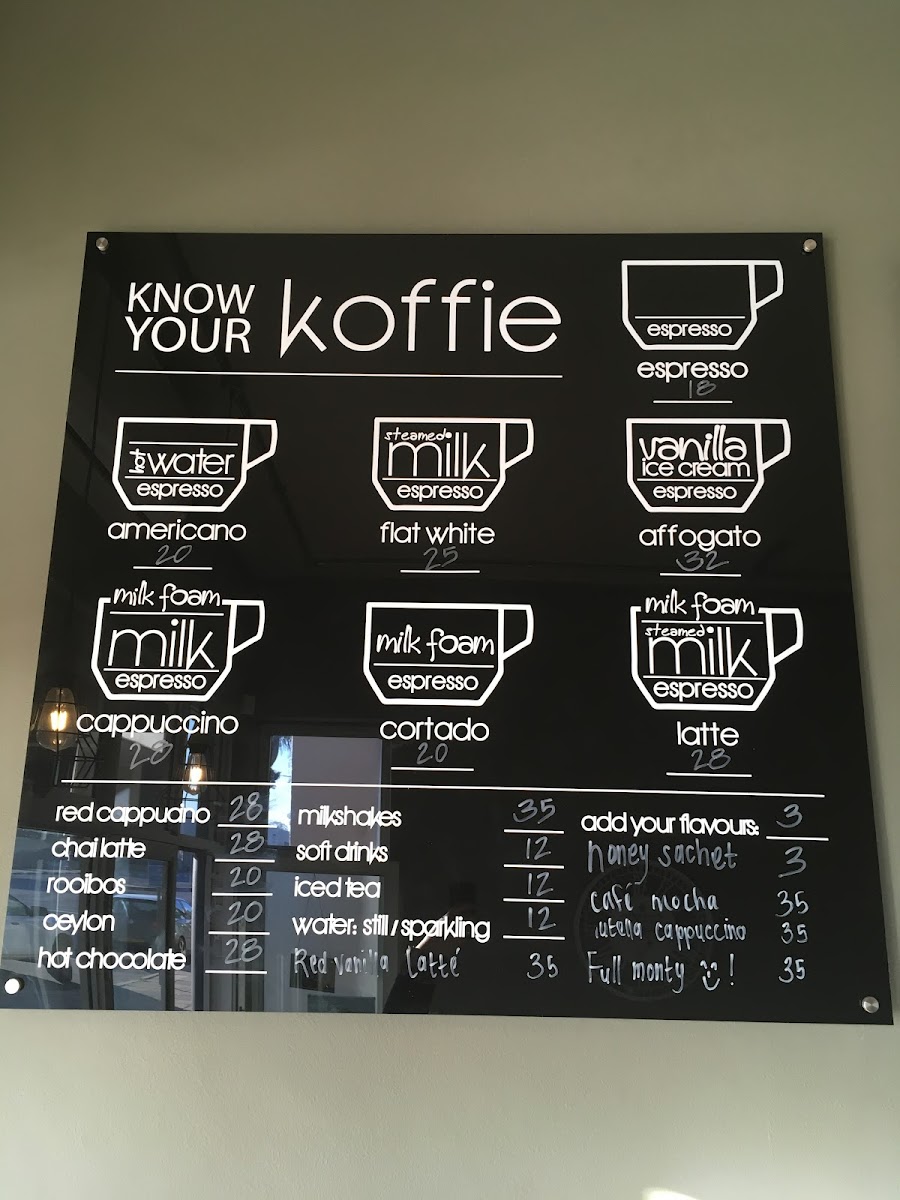 KNOW
YOUR koffie
espresso
espresso
18
hot water
espresso
americano
20
steamed
milk
espresso
flat white
25
vanilla
ice cream
espresso
affogato
32
milk foam
milk
espresso
cappuccino
28
milk foam
espresso
cortado
20
milk foam
steamed
milk
espresso
latte
28
red cappucino 28
chai latte 28
rooibos 20
ceylon 20
hot chocolate 28
milkshakes 35
soft drinks 12
iced tea 12
water: still / sparkling 12
Red vanilla Latté 35
add your flavours: 3
honey sachet 3
café mocha 35
cappuccino 35
Full monty ! 35